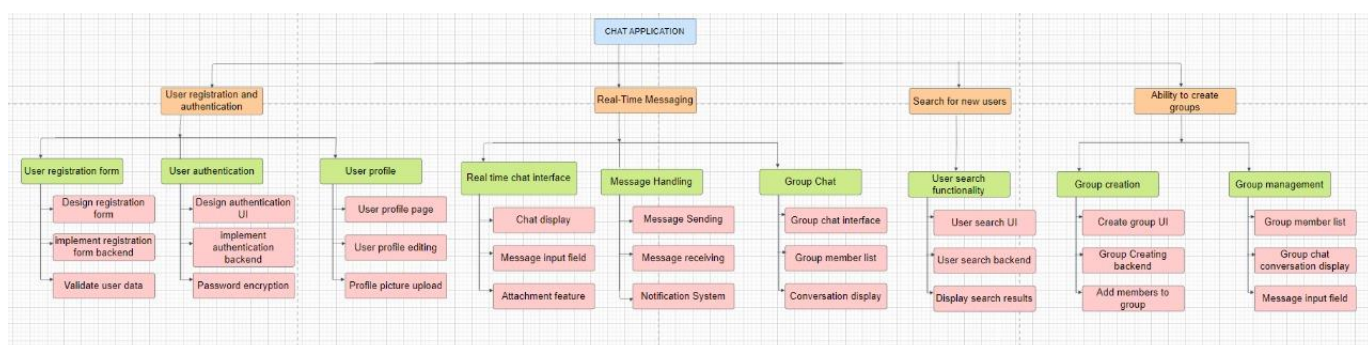 CHAT APPLICATION
User registration and
authentication
Real-Time Messaging
Search for new users
Ability to create
groups
User registration form
User authentication
User profile
Real time chat interface
Message Handling
Group Chat
User search
functionality
Group creation
Group management
Design registration
form
implement registration
form backend
Validate user data
Design authentication
UI
implement
authentication
backend
Password encryption
User profile page
User profile editing
Profile picture upload
Chat display
Message input field
Attachment feature
Message Sending
Message receiving
Notification System
Group chat interface
Group member list
Conversation display
User search UI
User search backend
Display search results
Create group UI
Group Creating
backend
Add members to
group
Group member list
Group chat
conversation display
Message input field